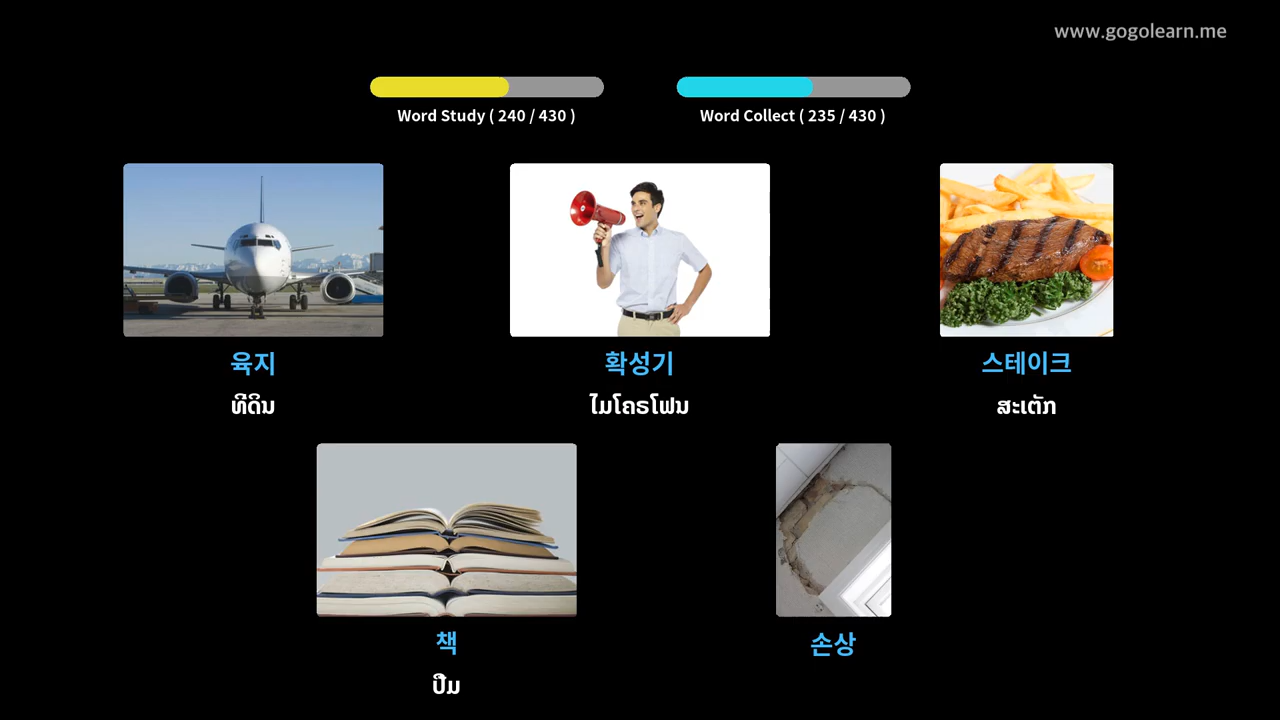 www.gogolearn.me
Word Study ( 240 / 430 )
Word Collect ( 235 / 430 )
육지
확성기
스테이크
ທີ່ດິນ
ໄມໂຄຣໂຟນ
ສະເຕັກ
책
손상
ປື້ມ